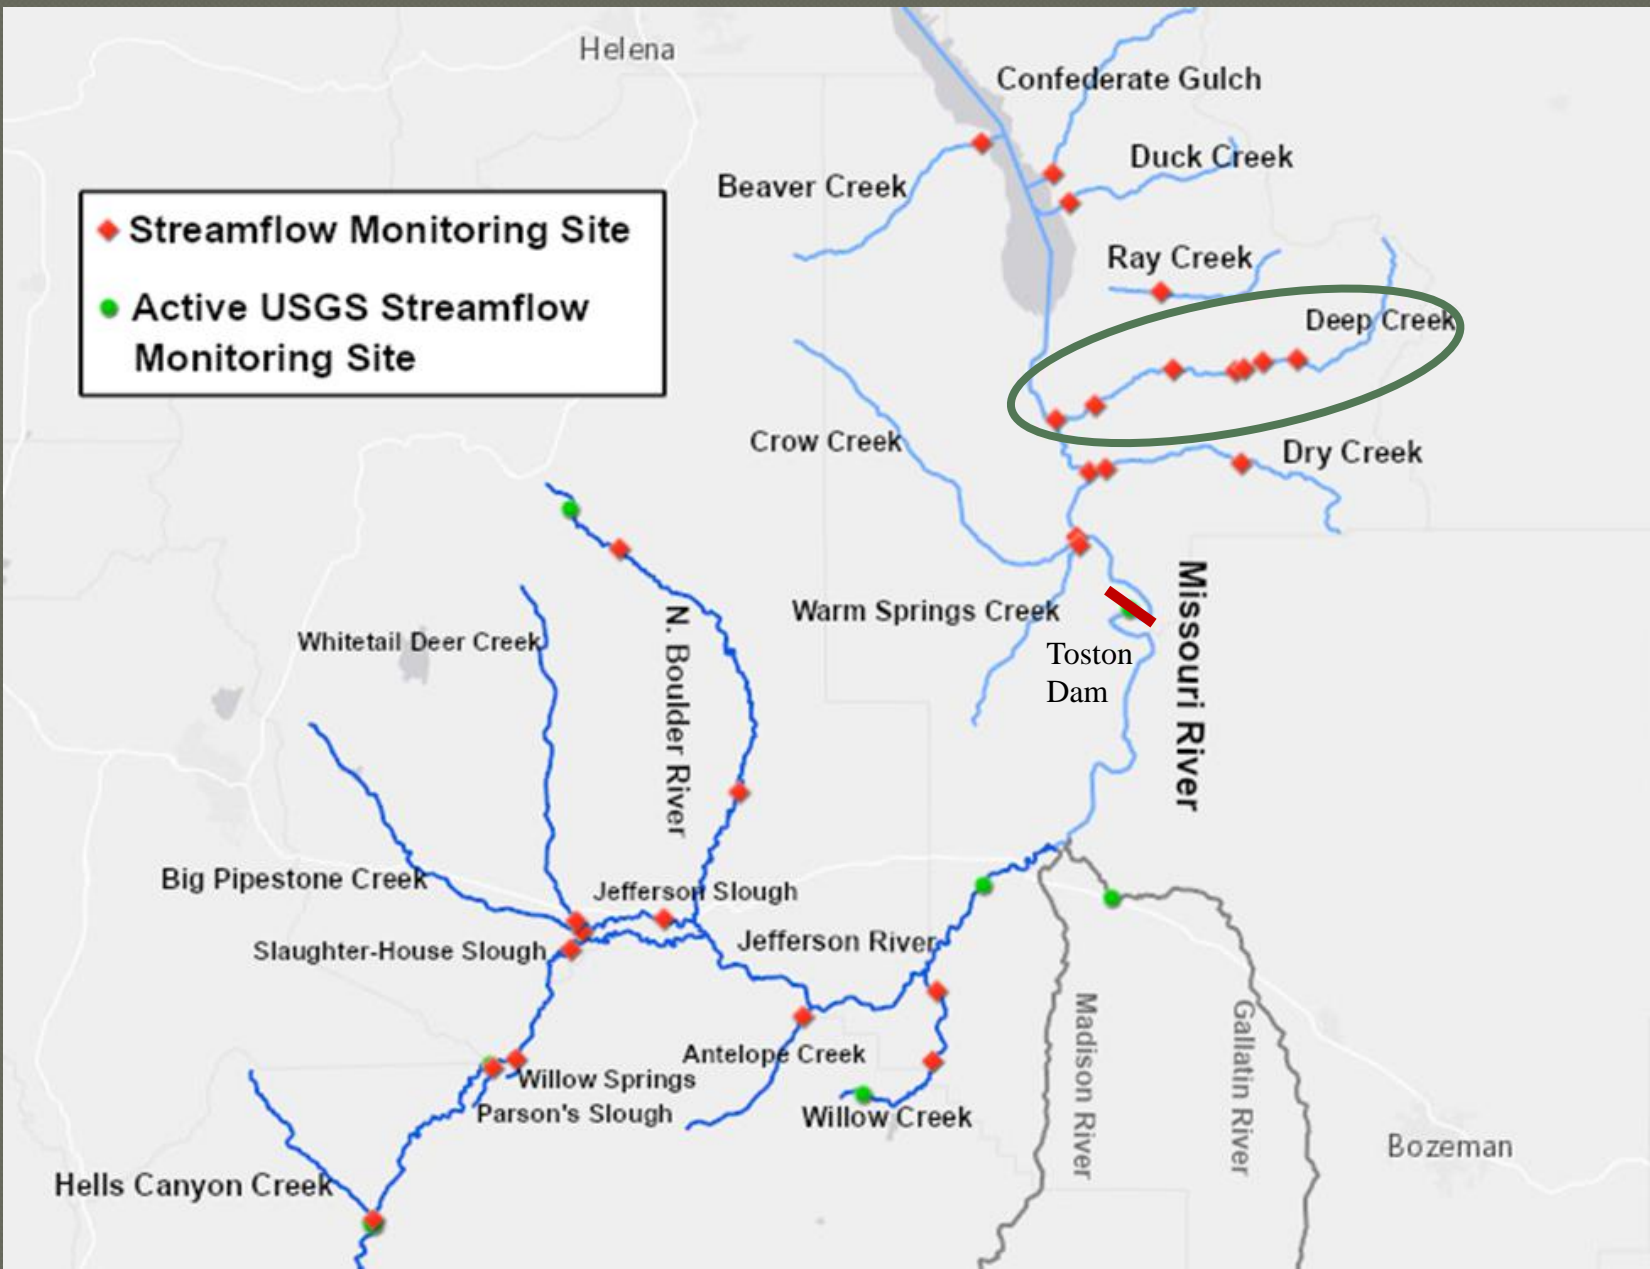 Helena
Confederate Gulch
Duck Creek
Beaver Creek
Streamflow Monitoring Site
Ray Creek
Active USGS Streamflow
Monitoring Site
Deep Creek
Crow Creek
Dry Creek
Missouri River
Warm Springs Creek
N. Boulder River
Whitetail Deer Creek
Toston
Dam
Big Pipestone Creek
Jefferson Slough
Jefferson River
Slaughter-House Slough
Madison River
Gallatin River
Antelope Creek
Willow Springs
Parson's Slough
Willow Creek
Bozeman
Hells Canyon Creek